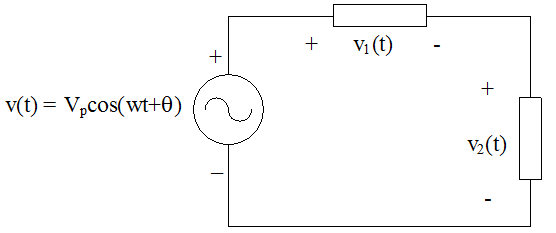 + v₁(t) -
+
+
v(t) = Vₚcos(wt+θ)
v₂(t)
−
-